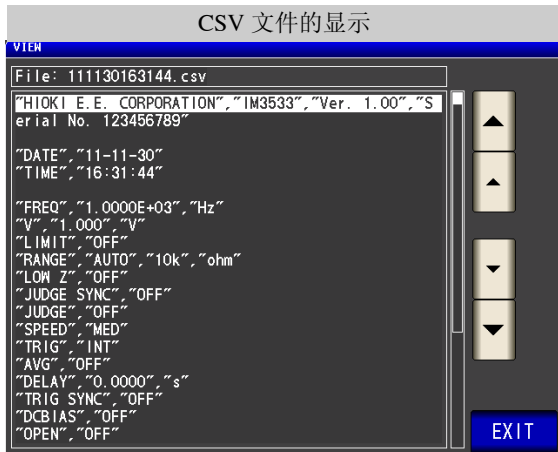 CSV 文件的显示
VIEW
File: 111130163144.csv
"HIOKI E.E. CORPORATION","IM3533","Ver. 1.00","S
erial No. 123456789"
"DATE","11-11-30"
"TIME","16:31:44"
"FREQ","1.0000E+03","Hz"
"V","1.000","V"
"LIMIT","OFF"
"RANGE","AUTO","10k","ohm"
"LOW Z","OFF"
"JUDGE SYNC","OFF"
"JUDGE","OFF"
"SPEED","MED"
"TRIG","INT"
"AVG","OFF"
"DELAY","0.0000","s"
"TRIG SYNC","OFF"
"DCBIAS","OFF"
"OPEN","OFF"
EXIT